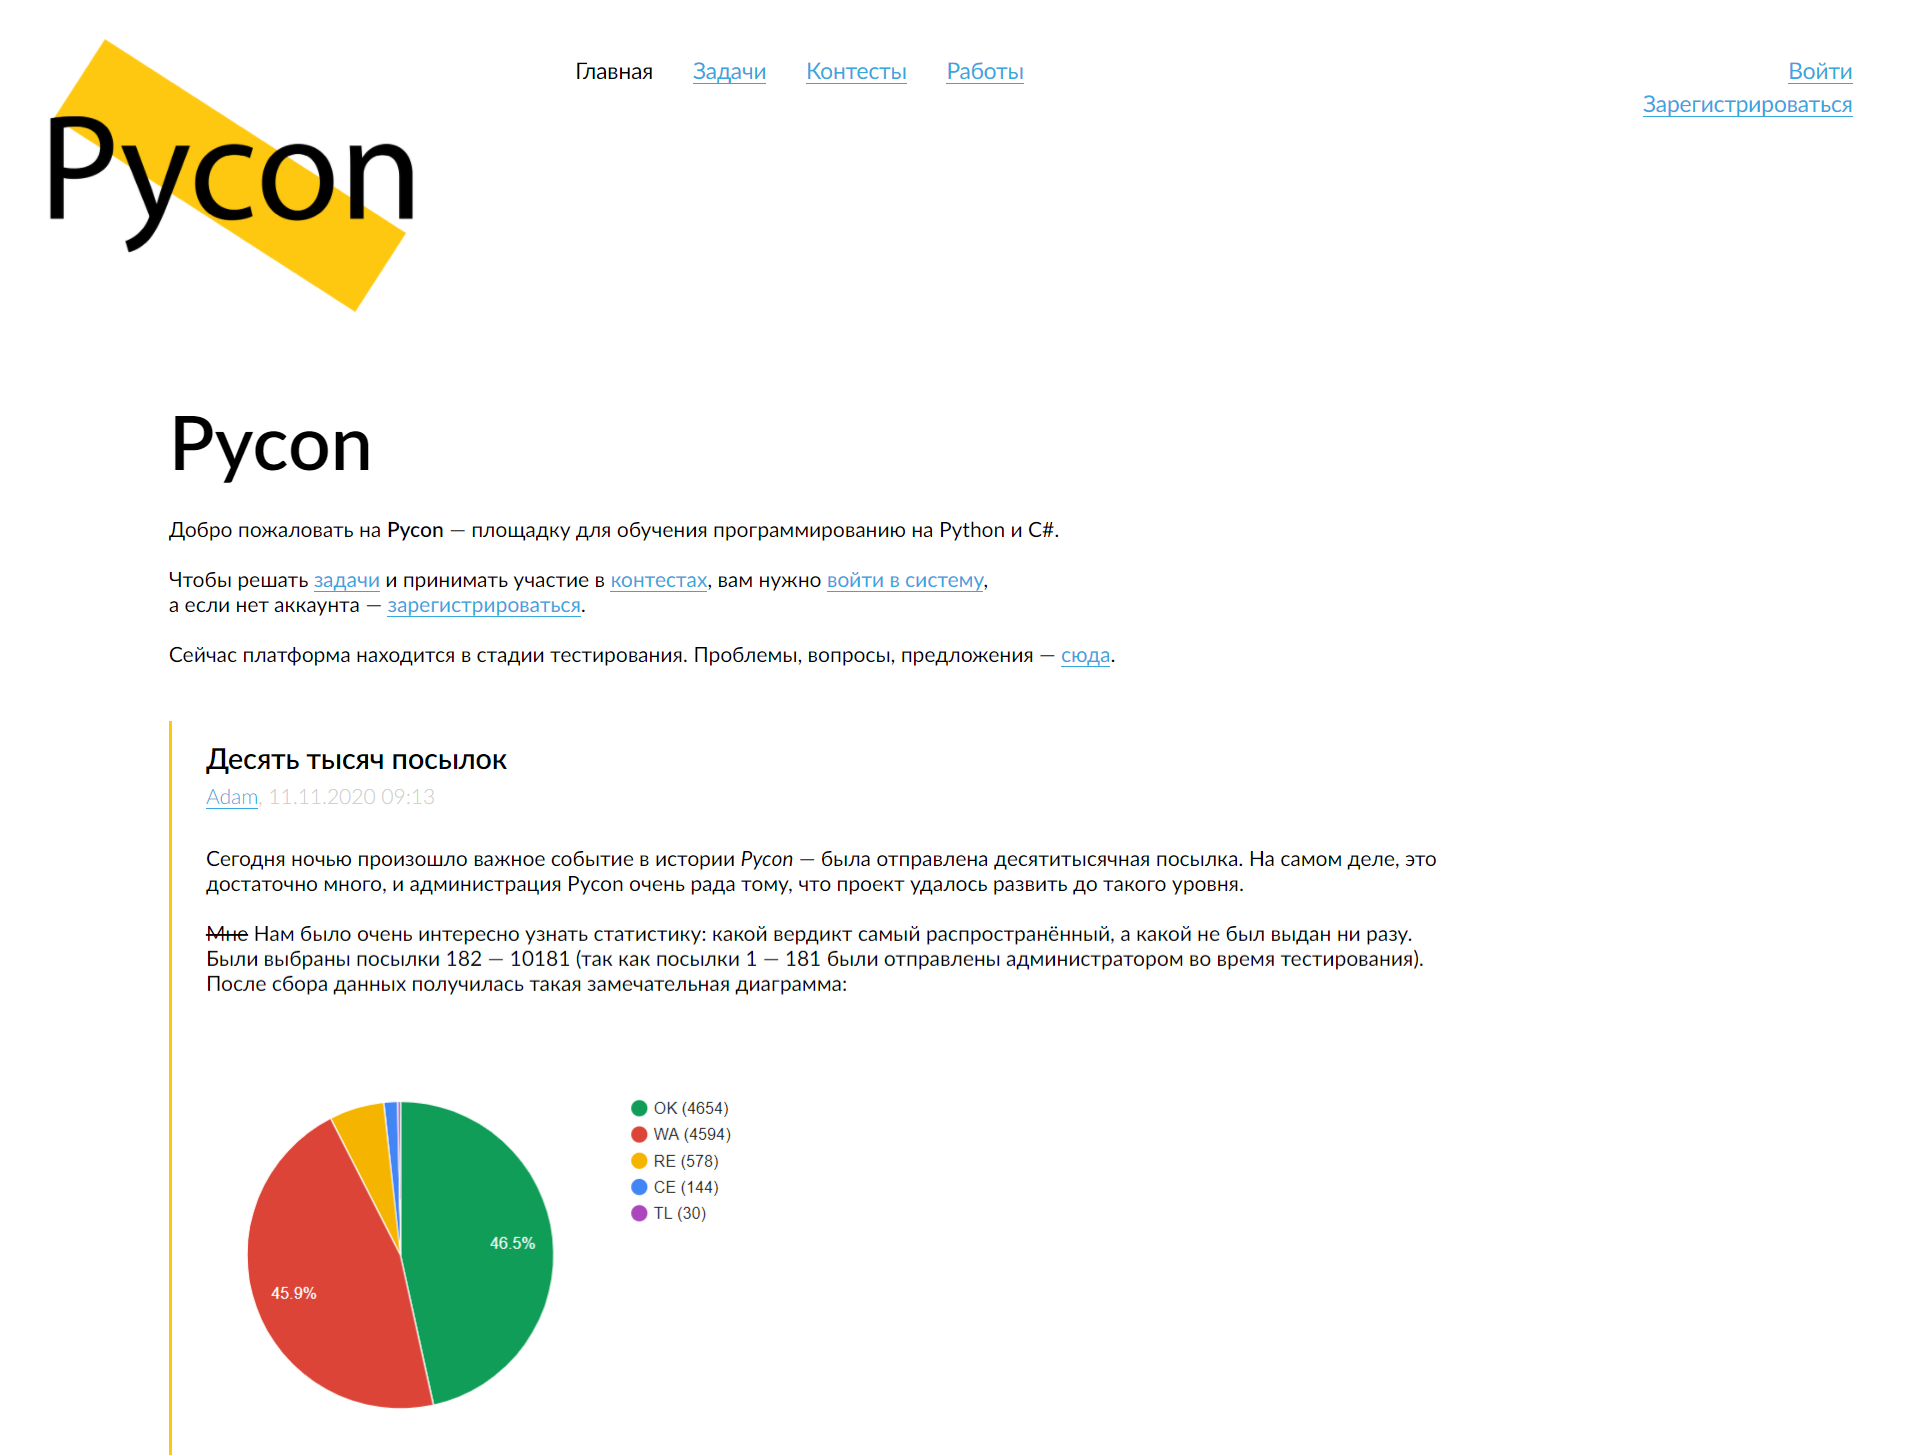 Pycon
Главная Задачи Контесты Работы
Войти
Зарегистрироваться
Pycon
Добро пожаловать на Pycon — площадку для обучения программированию на Python и C#.
Чтобы решать задачи и принимать участие в контестах, вам нужно войти в систему,
а если нет аккаунта — зарегистрироваться.
Сейчас платформа находится в стадии тестирования. Проблемы, вопросы, предложения — сюда.
Десять тысяч посылок
Adam, 11.11.2020 09:13
Сегодня ночью произошло важное событие в истории Pycon — была отправлена десятитысячная посылка. На самом деле, это
достаточно много, и администрация Pycon очень рада тому, что проект удалось развить до такого уровня.
Мне Нам было очень интересно узнать статистику: какой вердикт самый распространённый, а какой не был выдан ни разу.
Были выбраны посылки 182 — 10181 (так как посылки 1 — 181 были отправлены администратором во время тестирования).
После сбора данных получилась такая замечательная диаграмма:
OK (4654)
WA (4594)
RE (578)
CE (144)
TL (30)
46.5%
45.9%